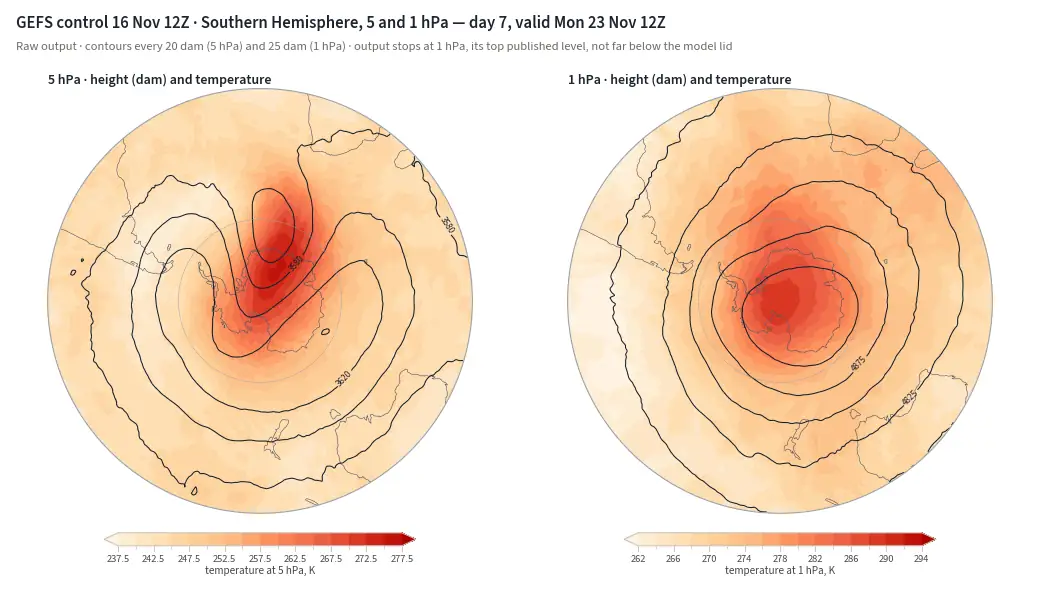 GEFS control 16 Nov 12Z · Southern Hemisphere, 5 and 1 hPa — day 7, valid Mon 23 Nov 12Z
Raw output · contours every 20 dam (5 hPa) and 25 dam (1 hPa) · output stops at 1 hPa, its top published level, not far below the model lid
5 hPa · height (dam) and temperature
1 hPa · height (dam) and temperature
3580
3580
3620
4875
4825
237.5 242.5 247.5 252.5 257.5 262.5 267.5 272.5 277.5
temperature at 5 hPa, K
262 266 270 274 278 282 286 290 294
temperature at 1 hPa, K